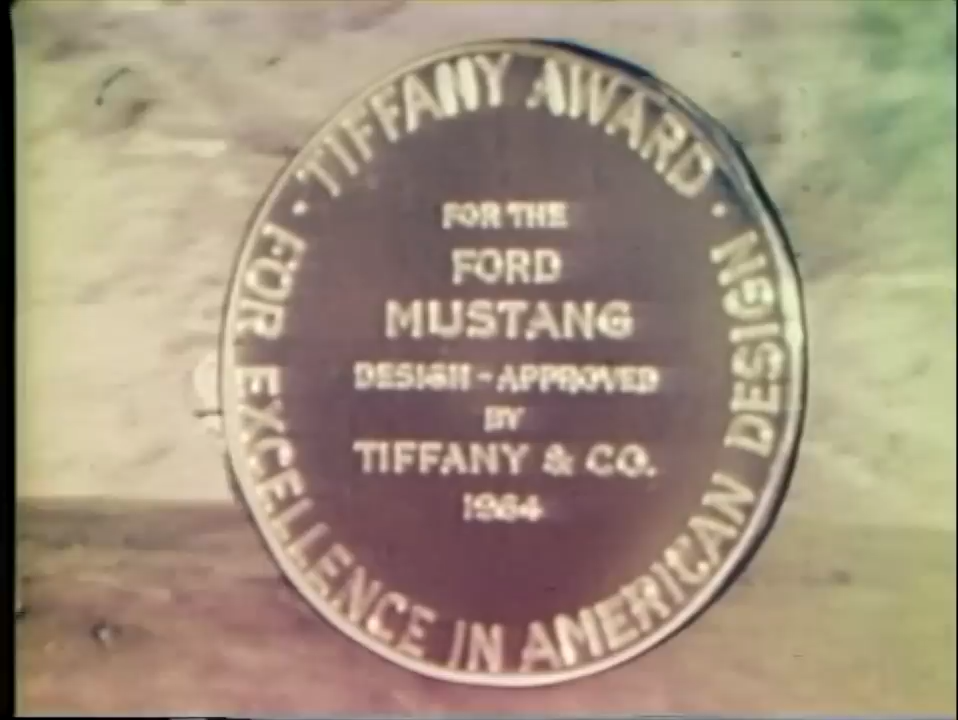 · TIFFANY AWARD · FOR EXCELLENCE IN AMERICAN DESIGN
FOR THE
FORD
MUSTANG
DESIGN-APPROVED
BY
TIFFANY & CO.
1964